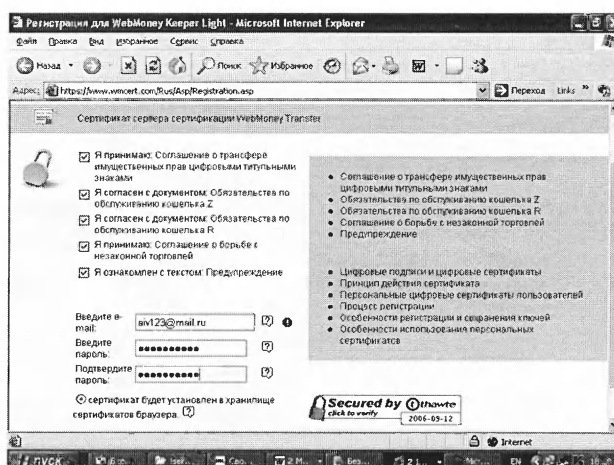 Регистрация для WebMoney Keeper Light - Microsoft Internet Explorer
Файл Правка Вид Избранное Сервис Справка
Назад Поиск Избранное
Адрес: https://www.wmcert.com/Rus/Asp/Registration.asp Переход Links »
Сертификат сервера сертификации WebMoney Transfer
Я принимаю: Соглашение о трансфере
имущественных прав цифровыми титульными
знаками
Я согласен с документом: Обязательства по
обслуживанию кошелька Z
Я согласен с документом: Обязательства по
обслуживанию кошелька R
Я принимаю: Соглашение о борьбе с
незаконной торговлей
Я ознакомлен с текстом: Предупреждение
• Соглашение о трансфере имущественных прав
цифровыми титульными знаками
• Обязательства по обслуживанию кошелька Z
• Обязательства по обслуживанию кошелька R
• Соглашение о борьбе с незаконной торговлей
• Предупреждение
• Цифровые подписи и цифровые сертификаты
• Принцип действия сертификата
• Персональные цифровые сертификаты пользователей
• Процесс регистрации
• Особенности регистрации и сохранения ключей
• Особенности использования персональных
сертификатов
Введите e-
mail: aiv123@mail.ru [?]
Введите
пароль: ●●●●●●●●●● [?]
Подтвердите
пароль: ●●●●●●●●●● [?]
сертификат будет установлен в хранилище
сертификатов браузера. [?]
Secured by thawte
click to verify
2006-09-12
Internet
ПУСК 2 М... Без... EN